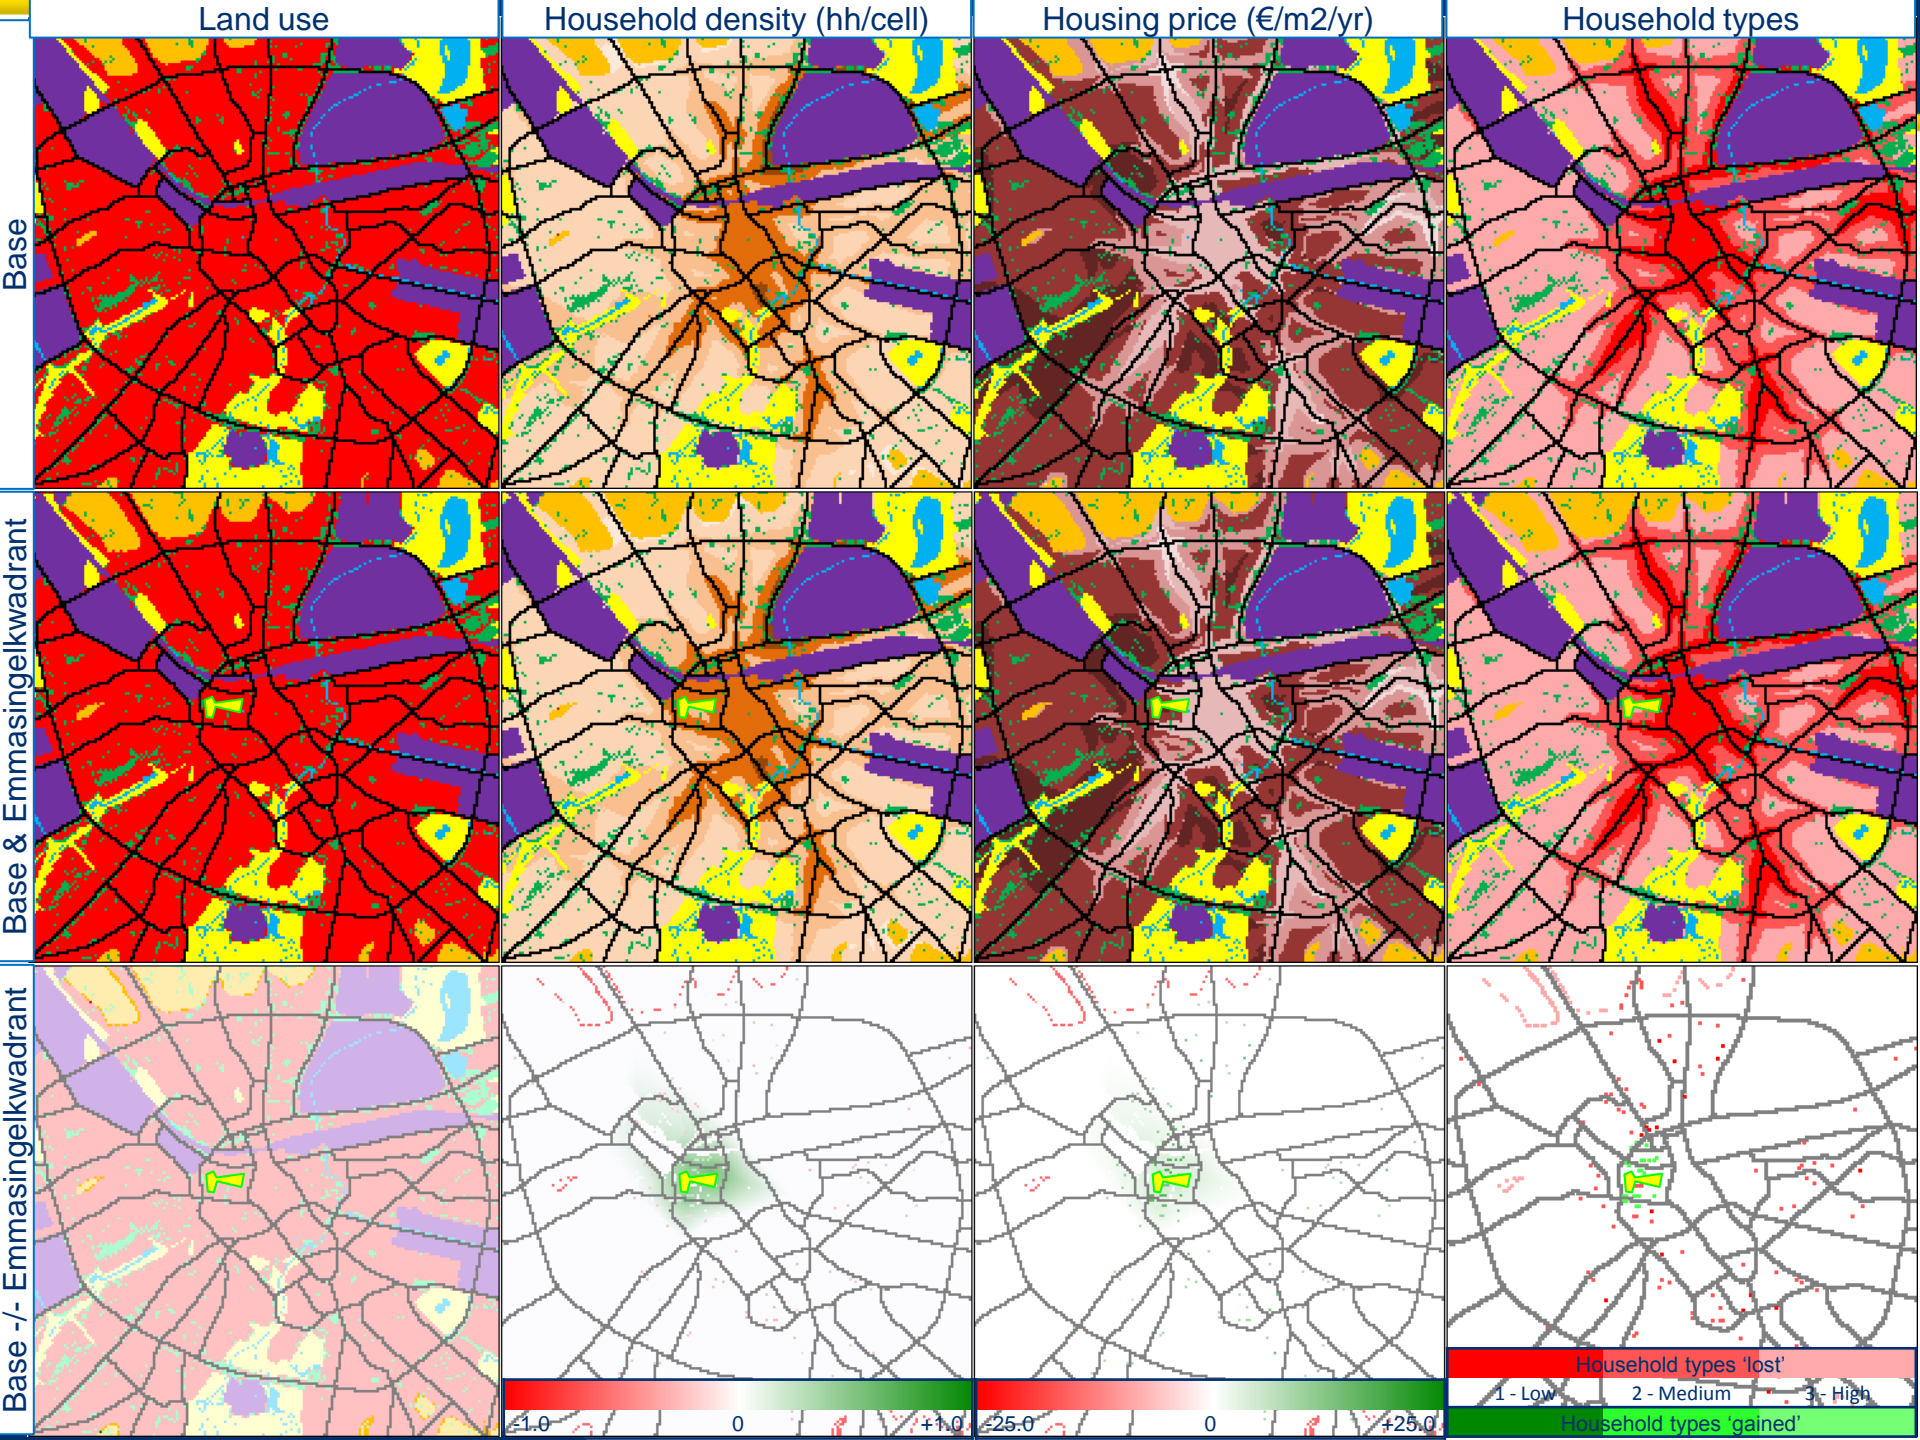 Land use
Household density (hh/cell)
Housing price (€/m2/yr)
Household types
Base
Base & Emmasingelkwadrant
Base -/- Emmasingelkwadrant
Household types ‘lost’
1 - Low
2 - Medium
3 - High
Household types ‘gained’
-1.0
0
+1.0
-25.0
0
+25.0